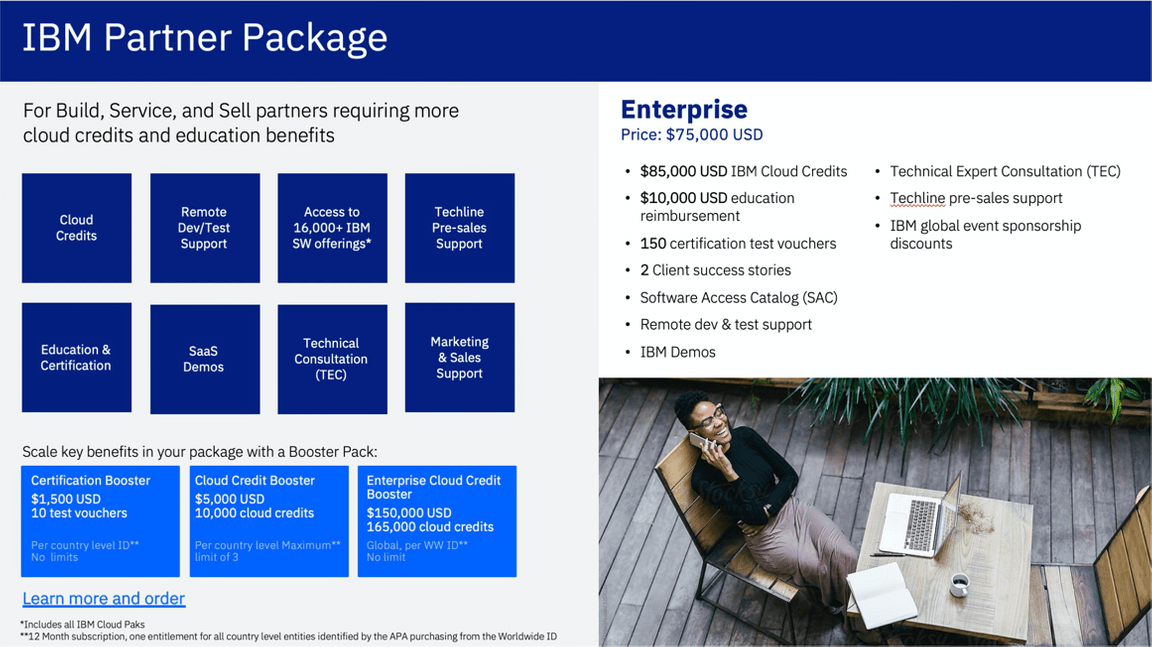 IBM Partner Package
For Build, Service, and Sell partners requiring more
cloud credits and education benefits
Cloud
Credits
Remote
Dev/Test
Support
Access to
16,000+ IBM
SW offerings*
Techline
Pre-sales
Support
Education &
Certification
SaaS
Demos
Technical
Consultation
(TEC)
Marketing
& Sales
Support
Scale key benefits in your package with a Booster Pack:
Certification Booster
$1,500 USD
10 test vouchers
Per country level ID**
No limits
Cloud Credit Booster
$5,000 USD
10,000 cloud credits
Per country level Maximum**
limit of 3
Enterprise Cloud Credit
Booster
$150,000 USD
165,000 cloud credits
Global, per WW ID**
No limit
Learn more and order
*Includes all IBM Cloud Paks
**12 Month subscription, one entitlement for all country level entities identified by the APA purchasing from the Worldwide ID
Enterprise
Price: $75,000 USD
• $85,000 USD IBM Cloud Credits
• $10,000 USD education
reimbursement
• 150 certification test vouchers
• 2 Client success stories
• Software Access Catalog (SAC)
• Remote dev & test support
• IBM Demos
• Technical Expert Consultation (TEC)
• Techline pre-sales support
• IBM global event sponsorship
discounts